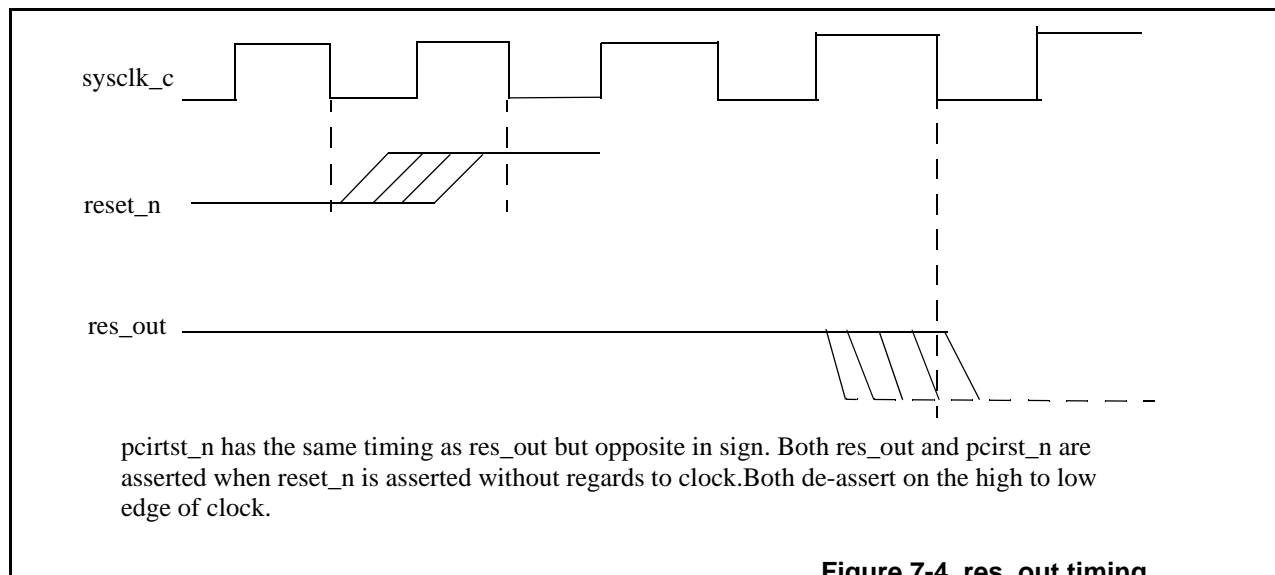 sysclk_c
reset_n
res_out
pcirtst_n has the same timing as res_out but opposite in sign. Both res_out and pcirst_n are
asserted when reset_n is asserted without regards to clock.Both de-assert on the high to low
edge of clock.
Figure 7-4 res_out timing